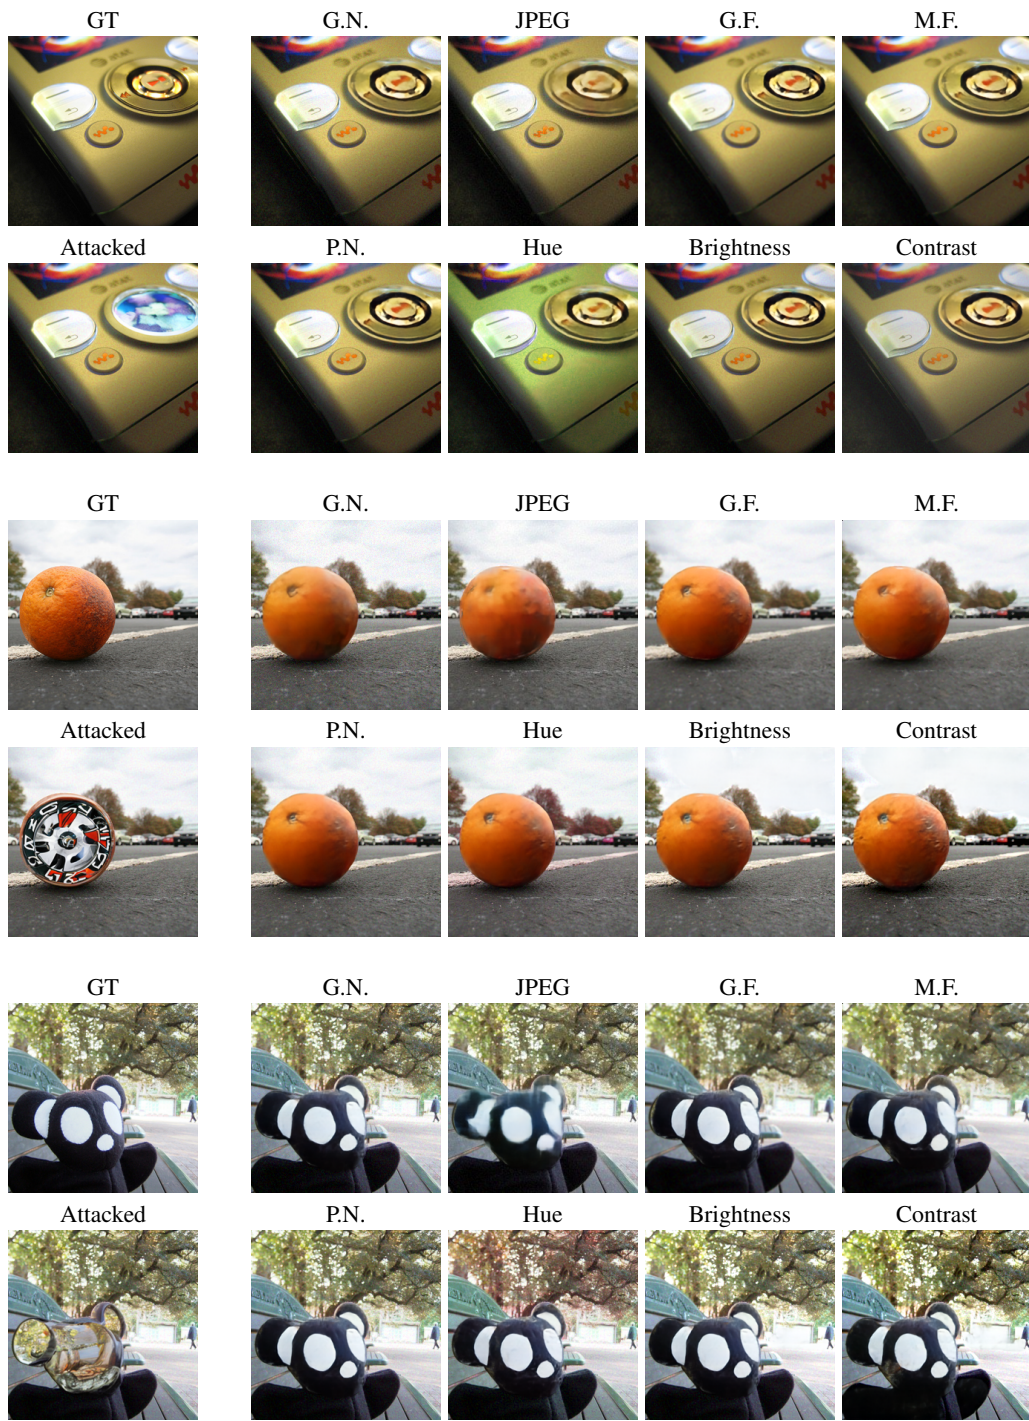 GT G.N. JPEG G.F. M.F.
Attacked P.N. Hue Brightness Contrast
GT G.N. JPEG G.F. M.F.
Attacked P.N. Hue Brightness Contrast
GT G.N. JPEG G.F. M.F.
Attacked P.N. Hue Brightness Contrast